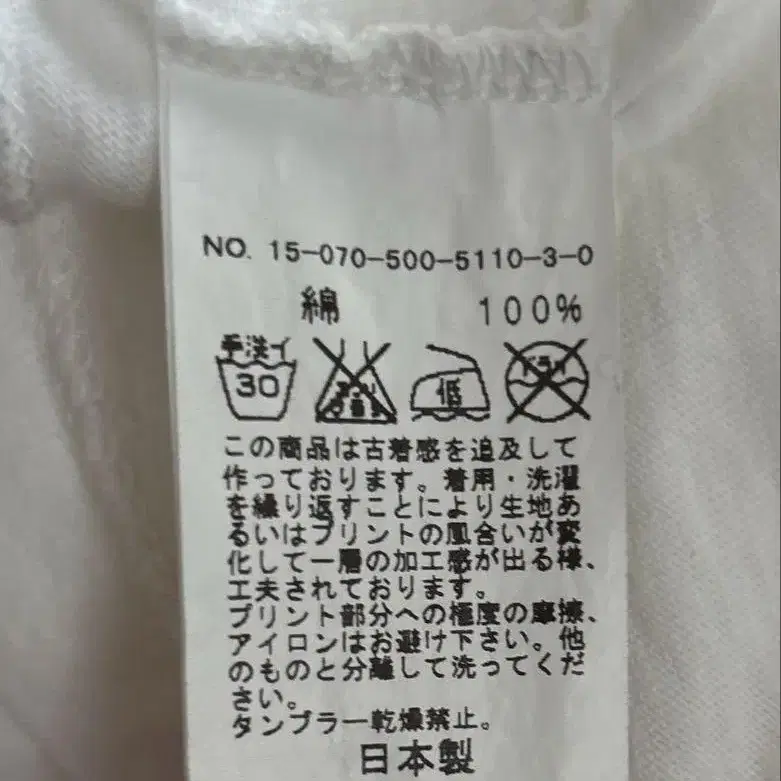 NO. 15-070-500-5110-3-0
綿 100%
手洗イ
30
エンソ
サラシ
低
ドライ
この商品は古着感を追及して
作っております。着用・洗濯
を繰り返すことにより生地あ
るいはプリントの風合いが変
化して一層の加工感が出る様、
工夫されております。
プリント部分への極度の摩擦、
アイロンはお避け下さい。他
のものと分離して洗ってくだ
さい。
タンブラー乾燥禁止。
日本製